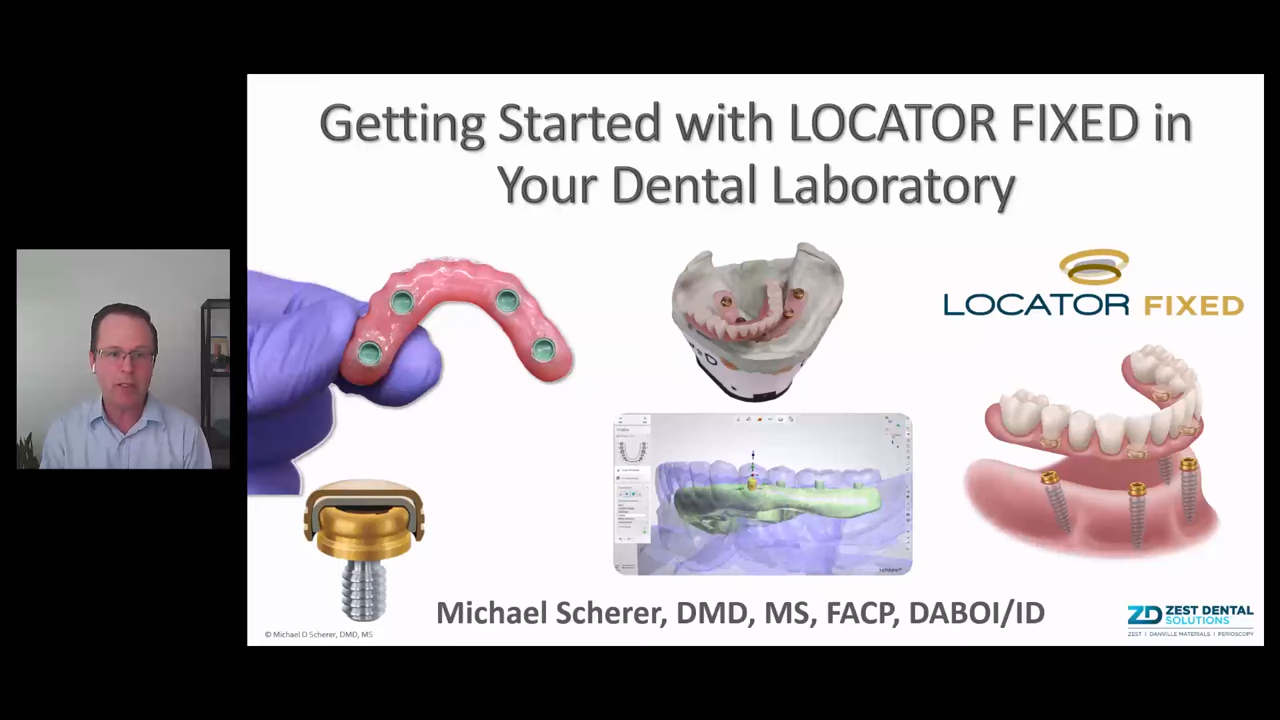 Getting Started with LOCATOR FIXED in
Your Dental Laboratory
LOCATOR FIXED
Michael Scherer, DMD, MS, FACP, DABOI/ID
© Michael D Scherer, DMD, MS
ZD ZEST DENTAL
SOLUTIONS
ZEST | DANVILLE MATERIALS | PERIOSCOPY